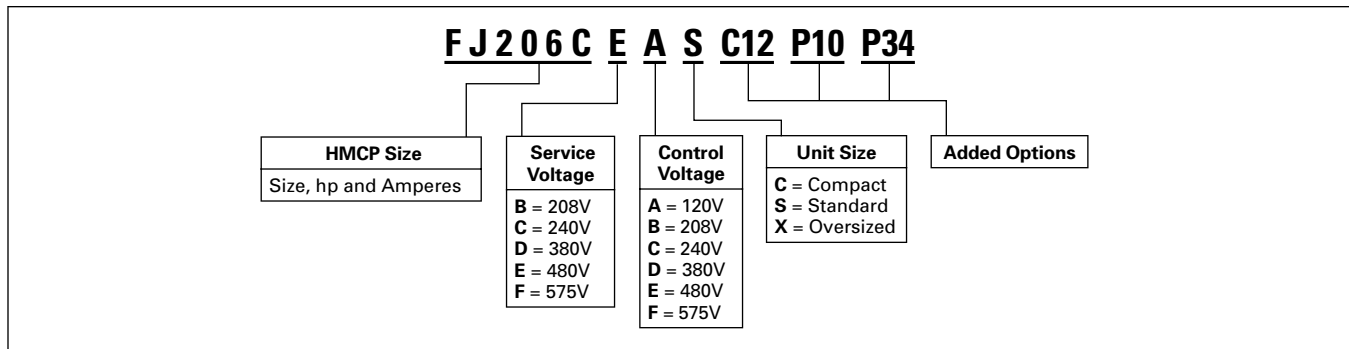 FJ206C E A S C12 P10 P34
HMCP Size
Size, hp and Amperes
Service
Voltage
B = 208V
C = 240V
D = 380V
E = 480V
F = 575V
Control
Voltage
A = 120V
B = 208V
C = 240V
D = 380V
E = 480V
F = 575V
Unit Size
C = Compact
S = Standard
X = Oversized
Added Options